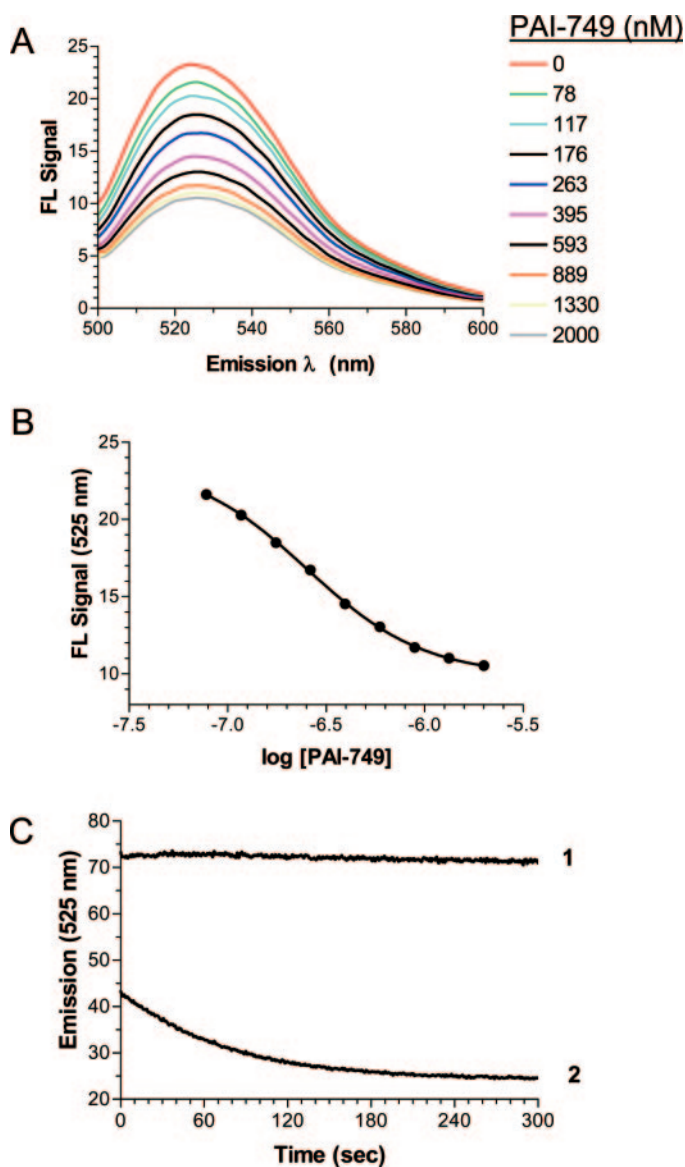 A
PAI-749 (nM)
0
78
117
176
263
395
593
889
1330
2000
25
20
15
10
5
0
FL Signal
500 520 540 560 580 600
Emission λ (nm)
B
25
20
15
10
FL Signal (525 nm)
-7.5 -7.0 -6.5 -6.0 -5.5
log [PAI-749]
C
80
70
60
50
40
30
20
Emission (525 nm)
1
2
0 60 120 180 240 300
Time (sec)